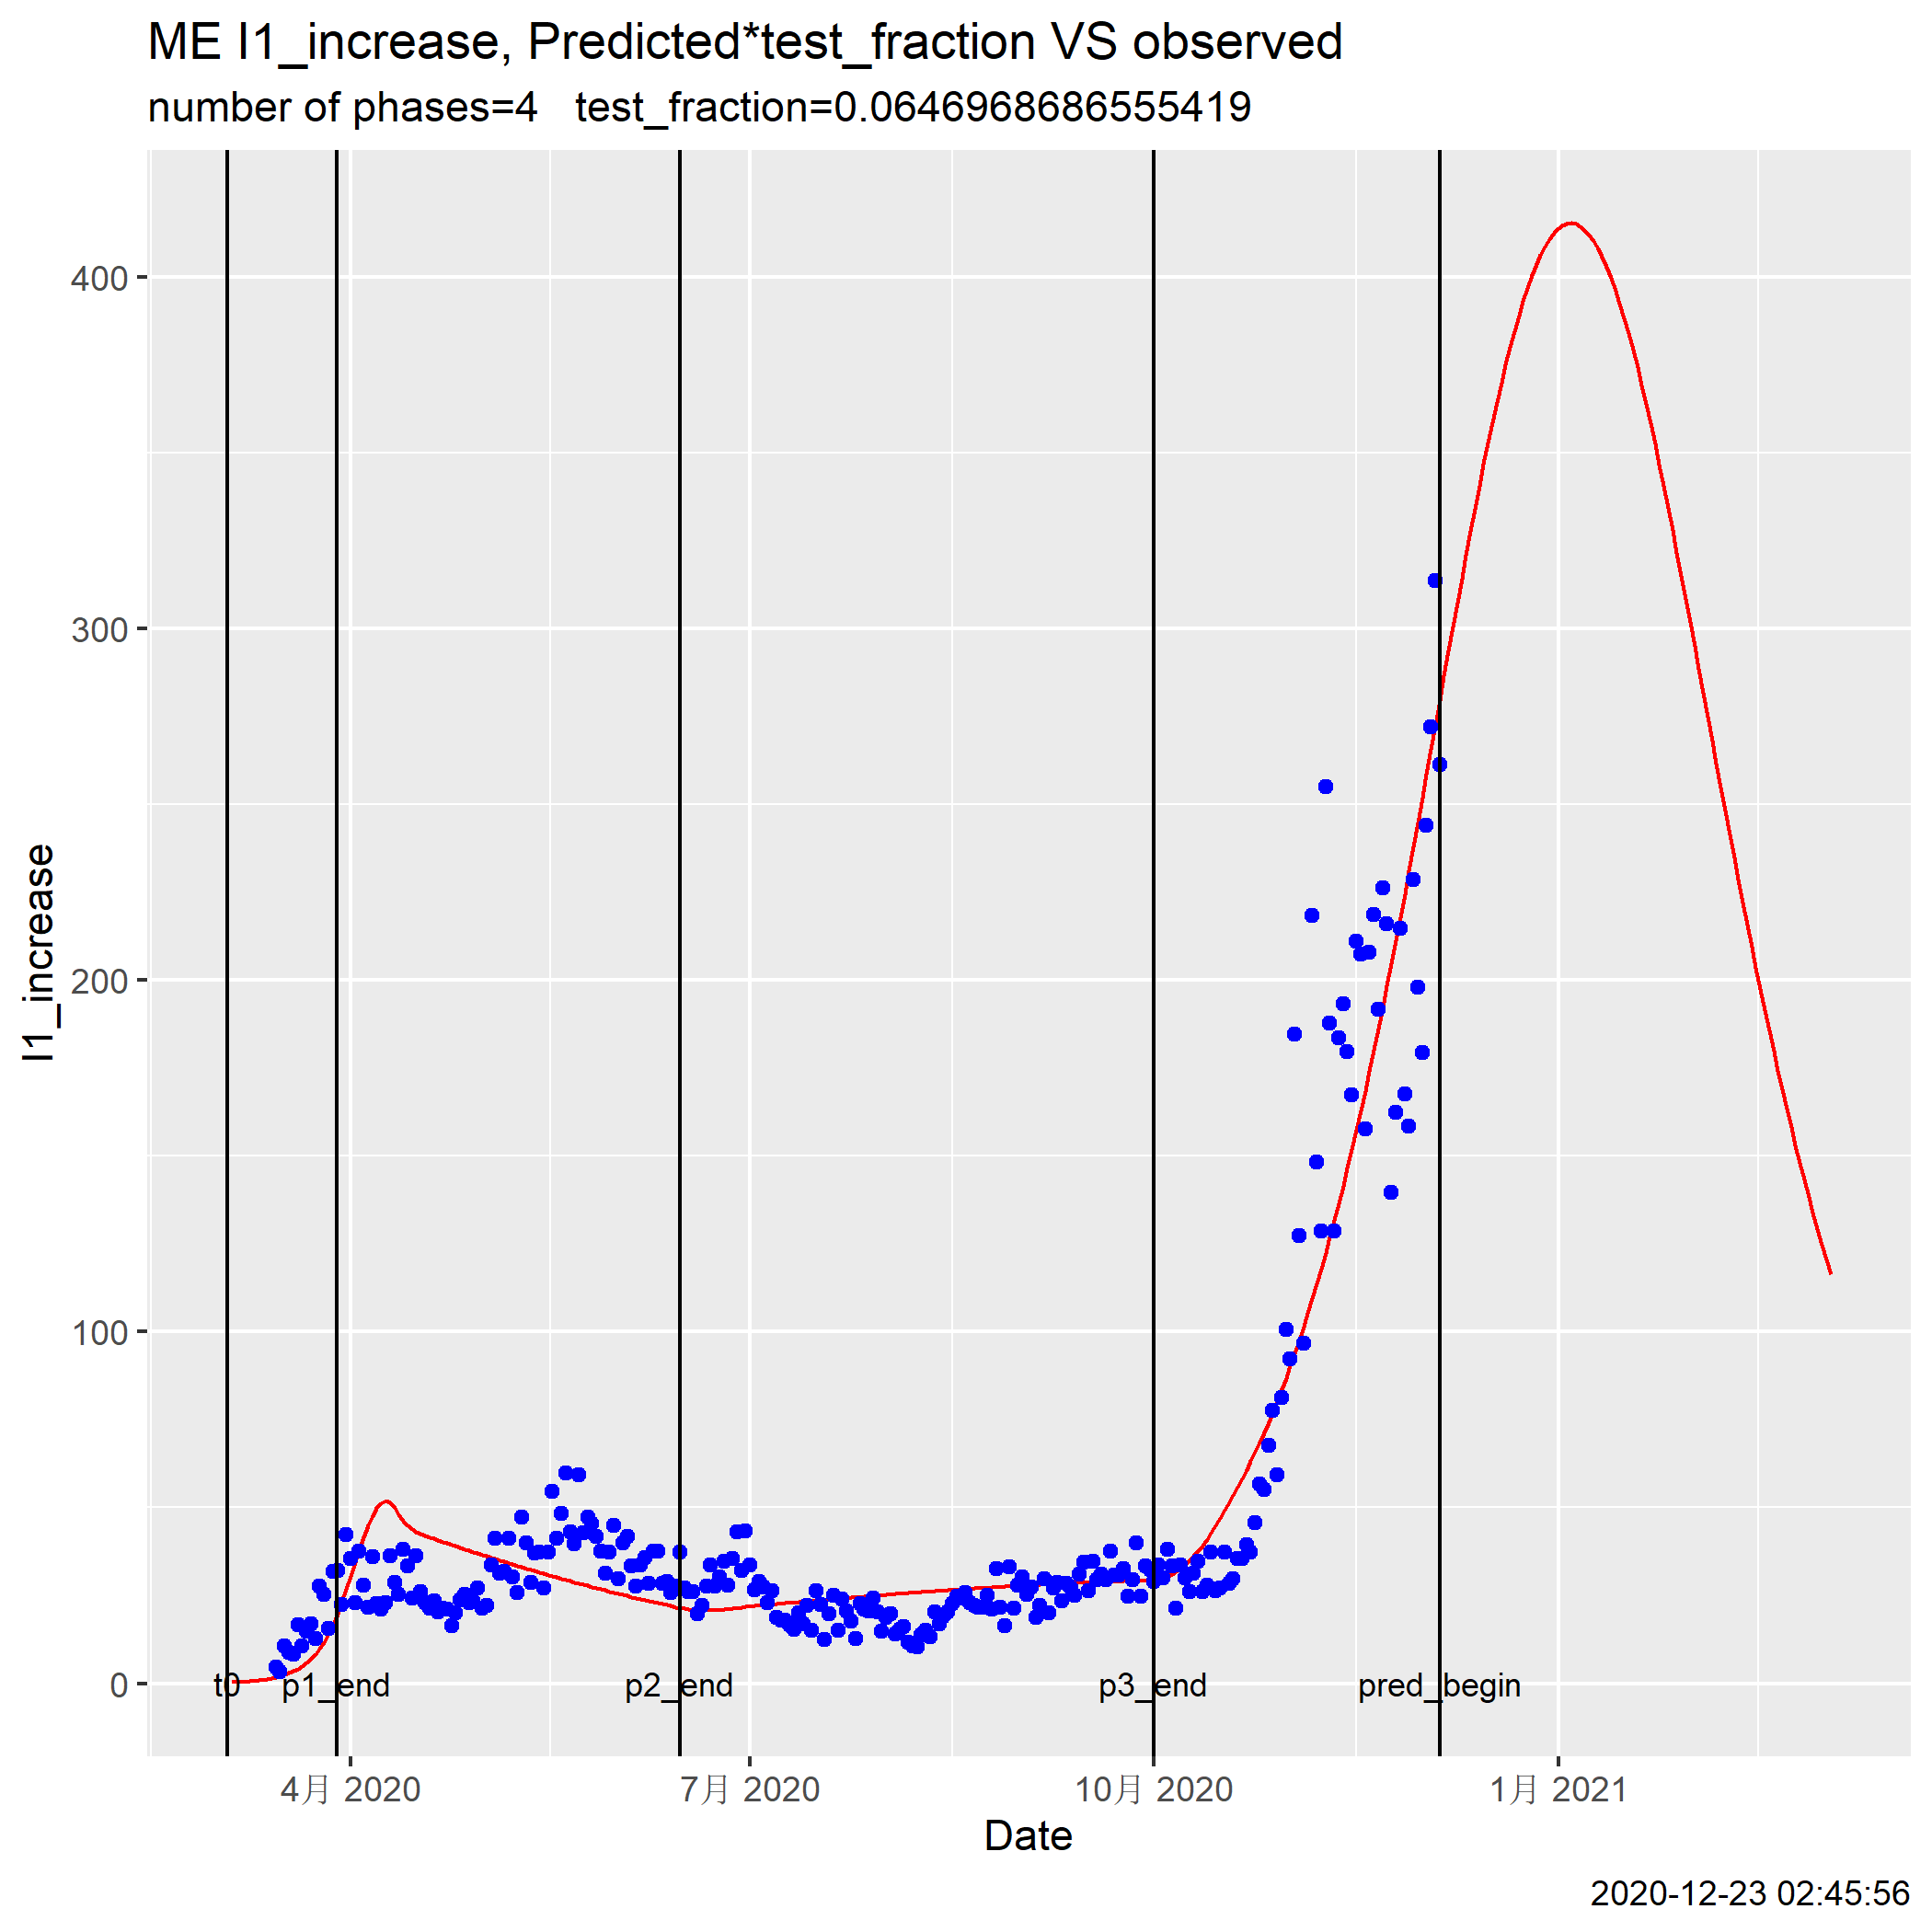 ME I1_increase, Predicted*test_fraction VS observed
number of phases=4   test_fraction=0.0646968686555419
I1_increase
400
300
200
100
0
t0 p1_end p2_end p3_end pred_begin
4月 2020 7月 2020 10月 2020 1月 2021
Date
2020-12-23 02:45:56